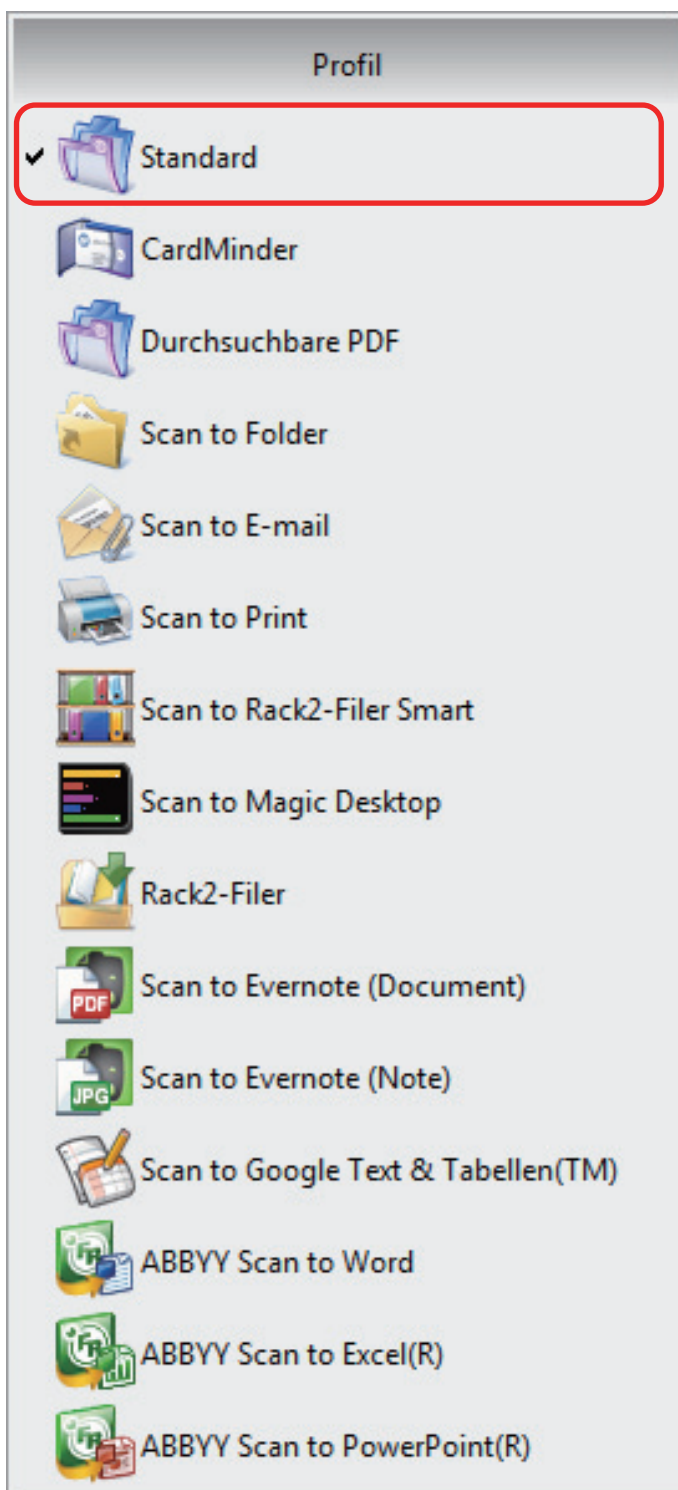 Profil
Standard
CardMinder
Durchsuchbare PDF
Scan to Folder
Scan to E-mail
Scan to Print
Scan to Rack2-Filer Smart
Scan to Magic Desktop
Rack2-Filer
PDF Scan to Evernote (Document)
JPG Scan to Evernote (Note)
Scan to Google Text & Tabellen(TM)
ABBYY Scan to Word
ABBYY Scan to Excel(R)
ABBYY Scan to PowerPoint(R)